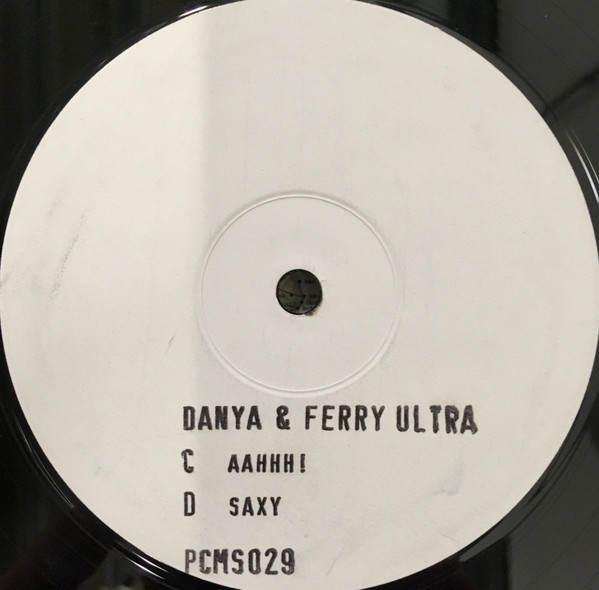 DANYA & FERRY ULTRA
C AAHHH!
D SAXY
PCMS029